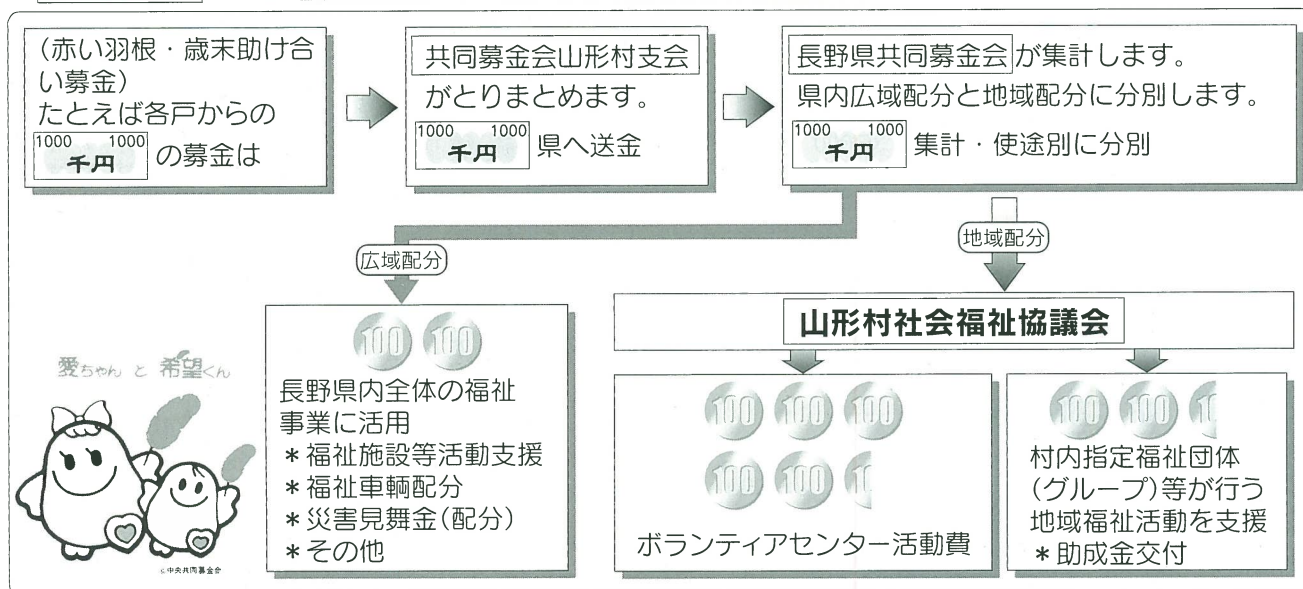 (赤い羽根・歳末助け合
い募金)
たとえば各戸からの
1000 1000
千円 の募金は
共同募金会山形村支会
がとりまとめます。
1000 1000
千円 県へ送金
長野県共同募金会が集計します。
県内広域配分と地域配分に分別します。
1000 1000
千円 集計・使途別に分別
広域配分
地域配分
100 100
長野県内全体の福祉
事業に活用
*福祉施設等活動支援
*福祉車輌配分
*災害見舞金(配分)
*その他
山形村社会福祉協議会
100 100 100
100 100 1
ボランティアセンター活動費
100 100 1
村内指定福祉団体
(グループ)等が行う
地域福祉活動を支援
*助成金交付
愛ちゃん と 希望くん
©中央共同募金会